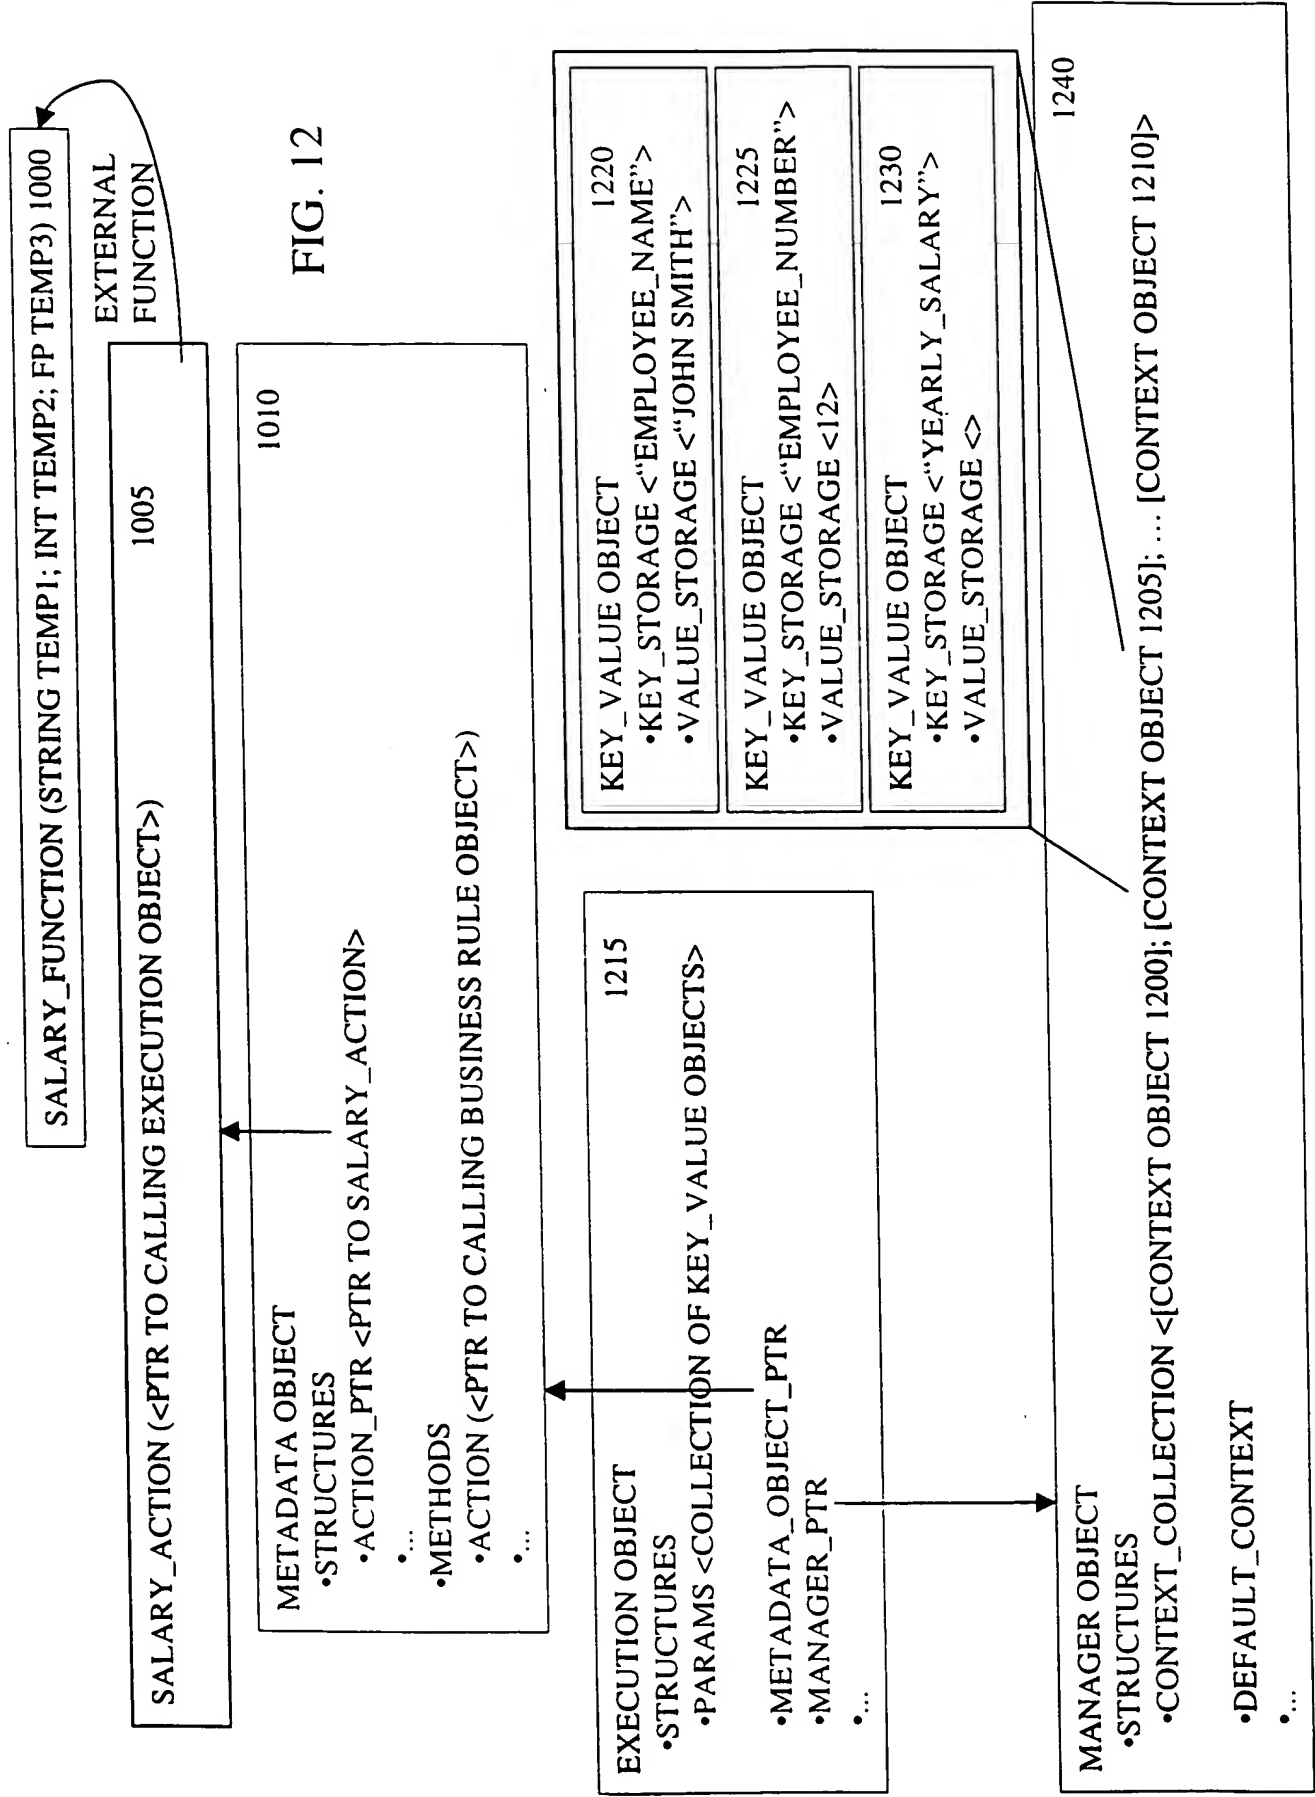 SALARY_FUNCTION (STRING TEMP1; INT TEMP2; FP TEMP3) 1000
EXTERNAL
FUNCTION
SALARY_ACTION (<PTR TO CALLING EXECUTION OBJECT>)
1005
FIG. 12
1010
METADATA OBJECT
•STRUCTURES
•ACTION_PTR <PTR TO SALARY_ACTION>
•...
•METHODS
•ACTION (<PTR TO CALLING BUSINESS RULE OBJECT>)
•...
1215
EXECUTION OBJECT
•STRUCTURES
•PARAMS <COLLECTION OF KEY_VALUE OBJECTS>
•METADATA_OBJECT_PTR
•MANAGER_PTR
•...
KEY_VALUE OBJECT 1220
•KEY_STORAGE <“EMPLOYEE_NAME”>
•VALUE_STORAGE <“JOHN SMITH”>
KEY_VALUE OBJECT 1225
•KEY_STORAGE <“EMPLOYEE_NUMBER”>
•VALUE_STORAGE <12>
KEY_VALUE OBJECT 1230
•KEY_STORAGE <“YEARLY_SALARY”>
•VALUE_STORAGE <>
1240
MANAGER OBJECT
•STRUCTURES
•CONTEXT_COLLECTION <[CONTEXT OBJECT 1200]; [CONTEXT OBJECT 1205]; ... [CONTEXT OBJECT 1210]>
•DEFAULT_CONTEXT
•...